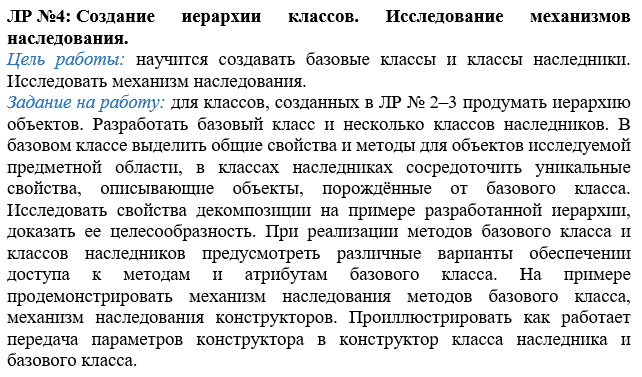 ЛР №4: Создание иерархии классов. Исследование механизмов
наследования.
Цель работы: научится создавать базовые классы и классы наследники.
Исследовать механизм наследования.
Задание на работу: для классов, созданных в ЛР № 2–3 продумать иерархию
объектов. Разработать базовый класс и несколько классов наследников. В
базовом классе выделить общие свойства и методы для объектов исследуемой
предметной области, в классах наследниках сосредоточить уникальные
свойства, описывающие объекты, порождённые от базового класса.
Исследовать свойства декомпозиции на примере разработанной иерархии,
доказать ее целесообразность. При реализации методов базового класса и
классов наследников предусмотреть различные варианты обеспечении
доступа к методам и атрибутам базового класса. На примере
продемонстрировать механизм наследования методов базового класса,
механизм наследования конструкторов. Проиллюстрировать как работает
передача параметров конструктора в конструктор класса наследника и
базового класса.